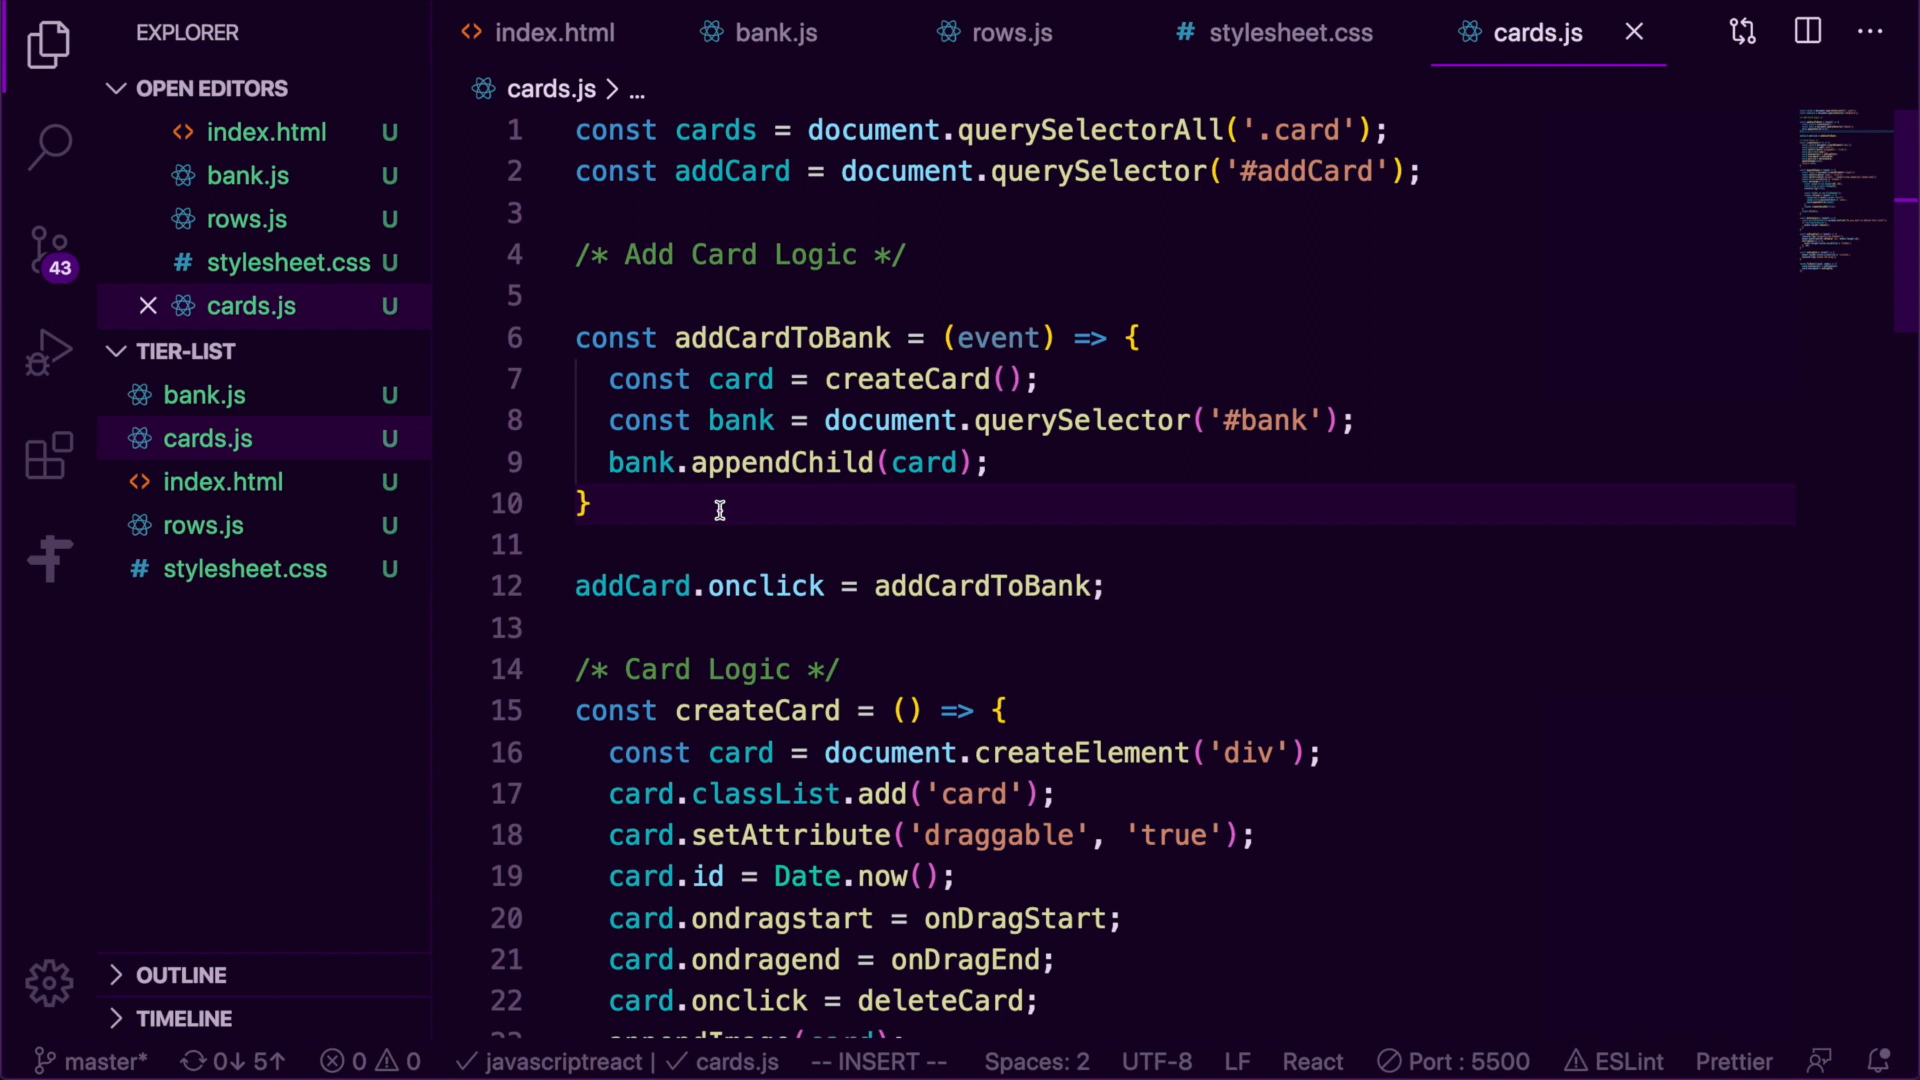 EXPLORER
OPEN EDITORS
index.html U
bank.js U
rows.js U
stylesheet.css U
cards.js U
TIER-LIST
bank.js U
cards.js U
index.html U
rows.js U
stylesheet.css U
OUTLINE
TIMELINE
43
index.html bank.js rows.js stylesheet.css cards.js
cards.js > ...
1 const cards = document.querySelectorAll('.card');
2 const addCard = document.querySelector('#addCard');
3
4 /* Add Card Logic */
5
6 const addCardToBank = (event) => {
7 const card = createCard();
8 const bank = document.querySelector('#bank');
9 bank.appendChild(card);
10 }
11
12 addCard.onclick = addCardToBank;
13
14 /* Card Logic */
15 const createCard = () => {
16 const card = document.createElement('div');
17 card.classList.add('card');
18 card.setAttribute('draggable', 'true');
19 card.id = Date.now();
20 card.ondragstart = onDragStart;
21 card.ondragend = onDragEnd;
22 card.onclick = deleteCard;
23 appendImage(card);
master* 0↓ 5↑ 0 0 javascriptreact | cards.js -- INSERT -- Spaces: 2 UTF-8 LF React Port : 5500 ESLint Prettier